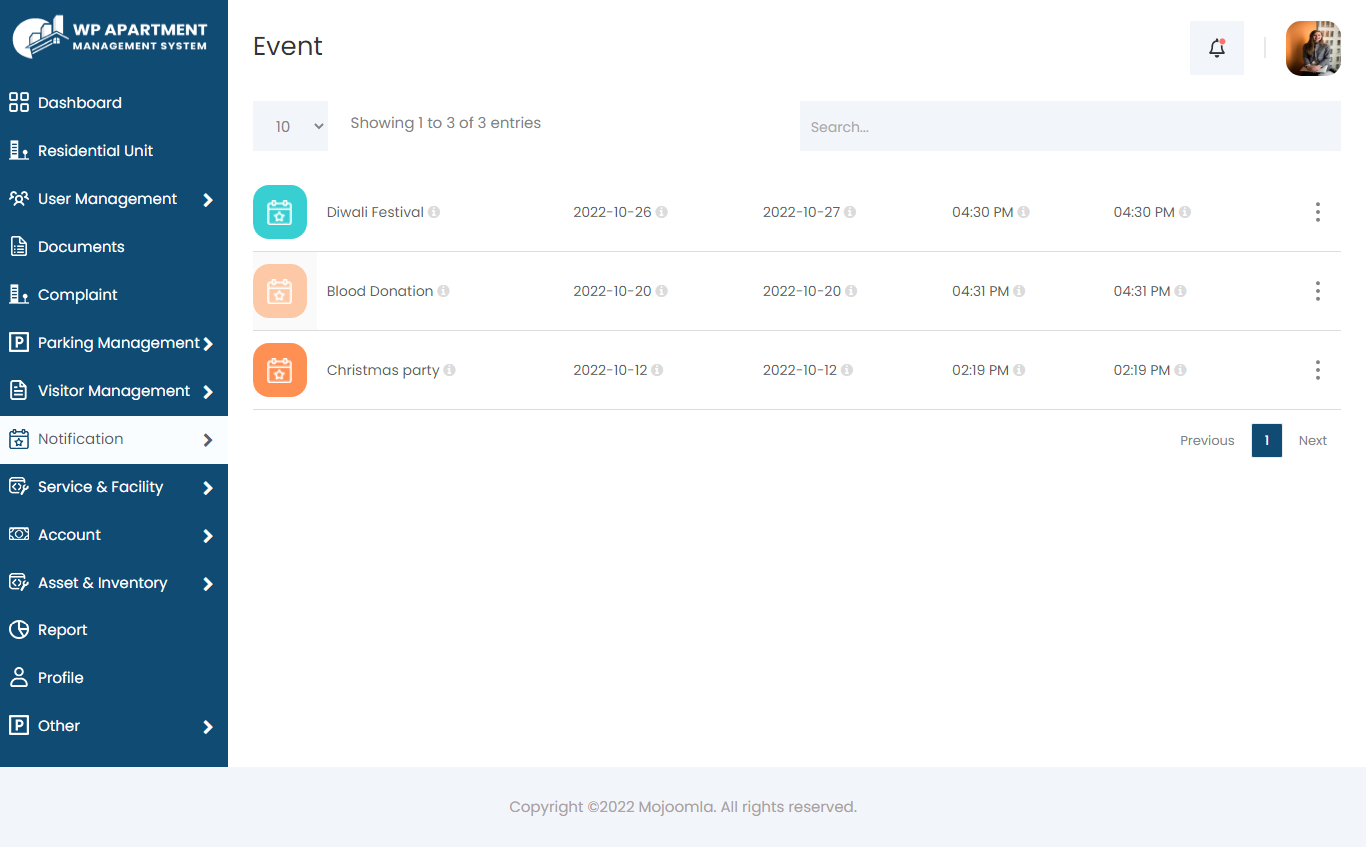 WP APARTMENT
MANAGEMENT SYSTEM
Dashboard
Residential Unit
User Management
Documents
Complaint
Parking Management
Visitor Management
Notification
Service & Facility
Account
Asset & Inventory
Report
Profile
Other
Event
10
Showing 1 to 3 of 3 entries
Search...
Diwali Festival 2022-10-26 2022-10-27 04:30 PM 04:30 PM
Blood Donation 2022-10-20 2022-10-20 04:31 PM 04:31 PM
Christmas party 2022-10-12 2022-10-12 02:19 PM 02:19 PM
Previous 1 Next
Copyright ©2022 Mojoomla. All rights reserved.